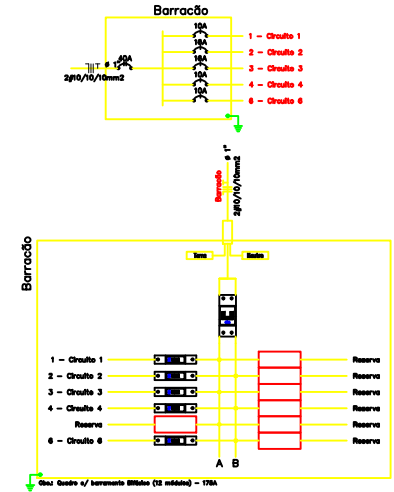 Barracão
10A
1 - Circuito 1
16A
2 - Circuito 2
ø 1"
40A
16A
3 - Circuito 3
2#10/10/10mm2
10A
4 - Circuito 4
10A
6 - Circuito 6
ø 1"
Barracão
2#10/10/10mm2
Barracão
Terra
Neutro
1 - Circuito 1
Reserva
2 - Circuito 2
Reserva
3 - Circuito 3
Reserva
4 - Circuito 4
Reserva
Reserva
Reserva
6 - Circuito 6
Reserva
A B
Obs: Quadro c/ barramento Bifásico (12 módulos) - 175A